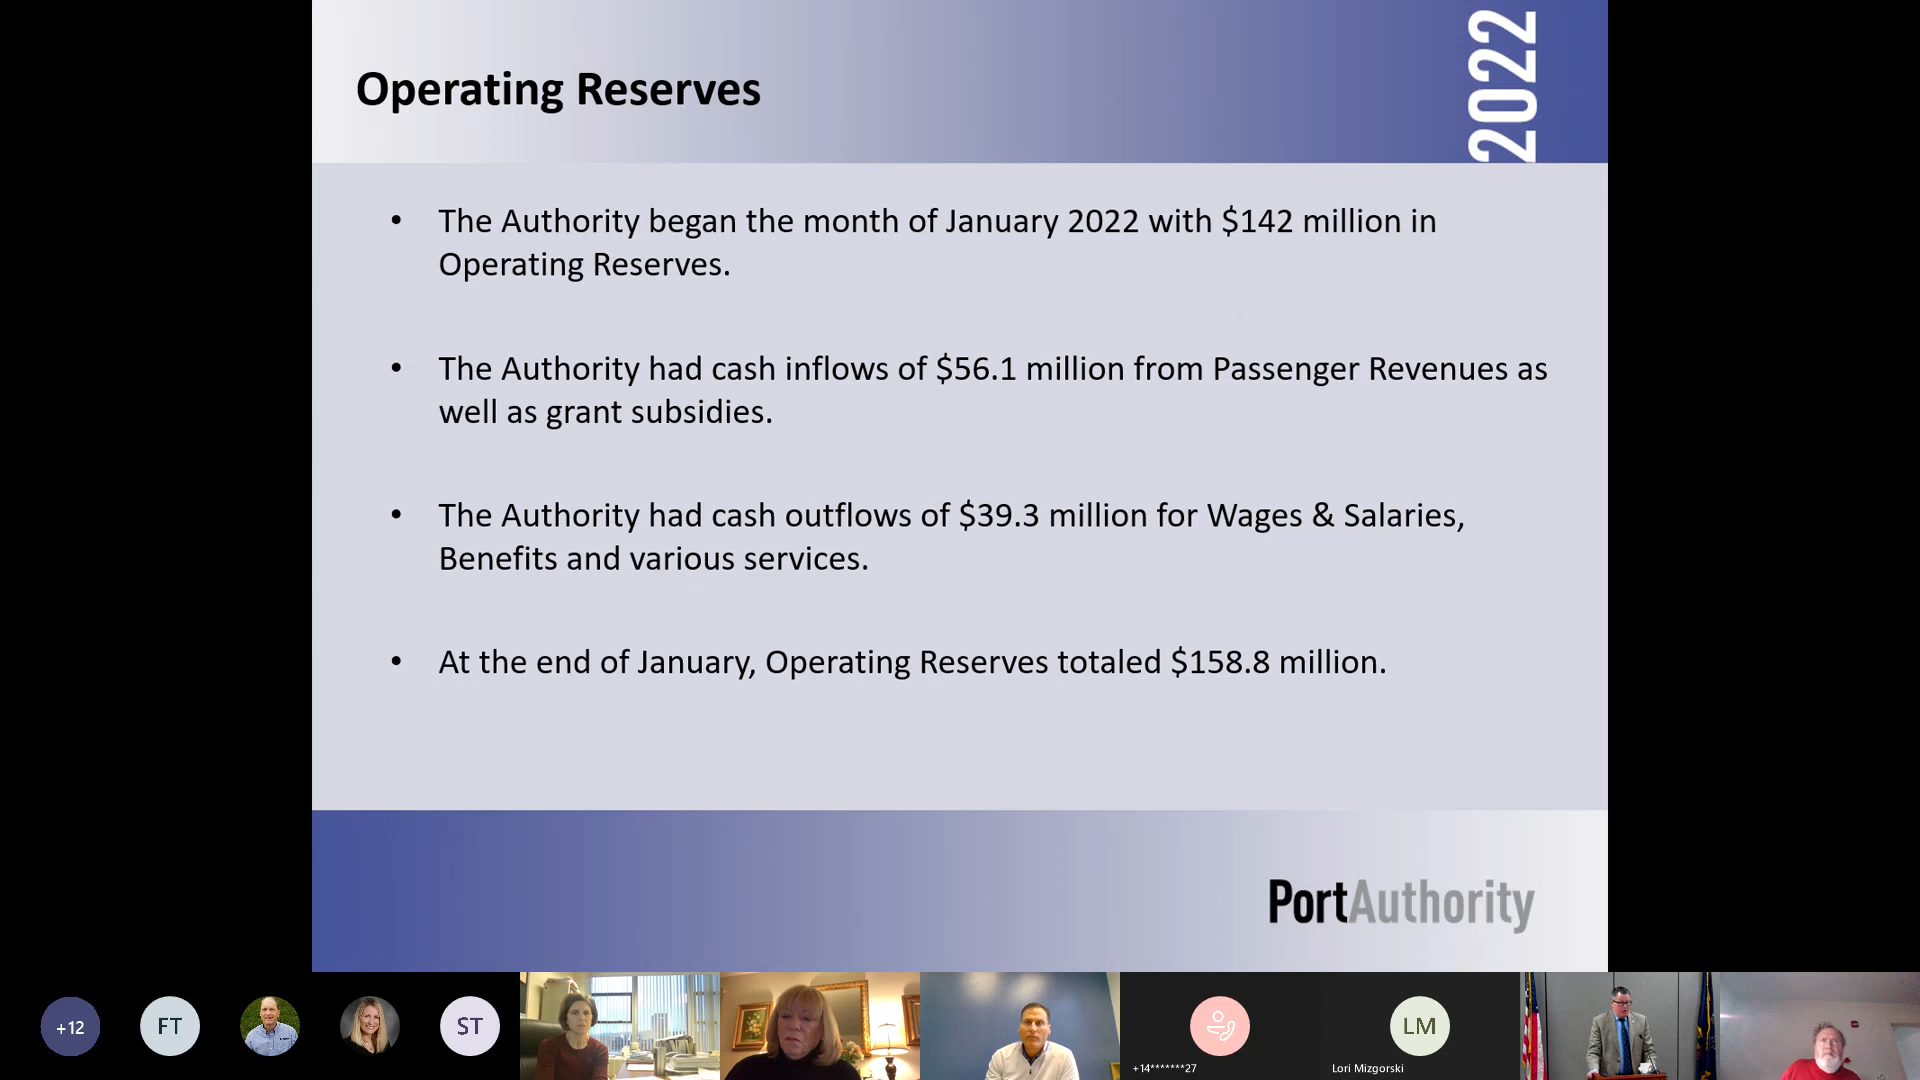 Operating Reserves
2022
• The Authority began the month of January 2022 with $142 million in
Operating Reserves.
• The Authority had cash inflows of $56.1 million from Passenger Revenues as
well as grant subsidies.
• The Authority had cash outflows of $39.3 million for Wages & Salaries,
Benefits and various services.
• At the end of January, Operating Reserves totaled $158.8 million.
PortAuthority
+12
FT
ST
+14*******27
LM
Lori Mizgorski